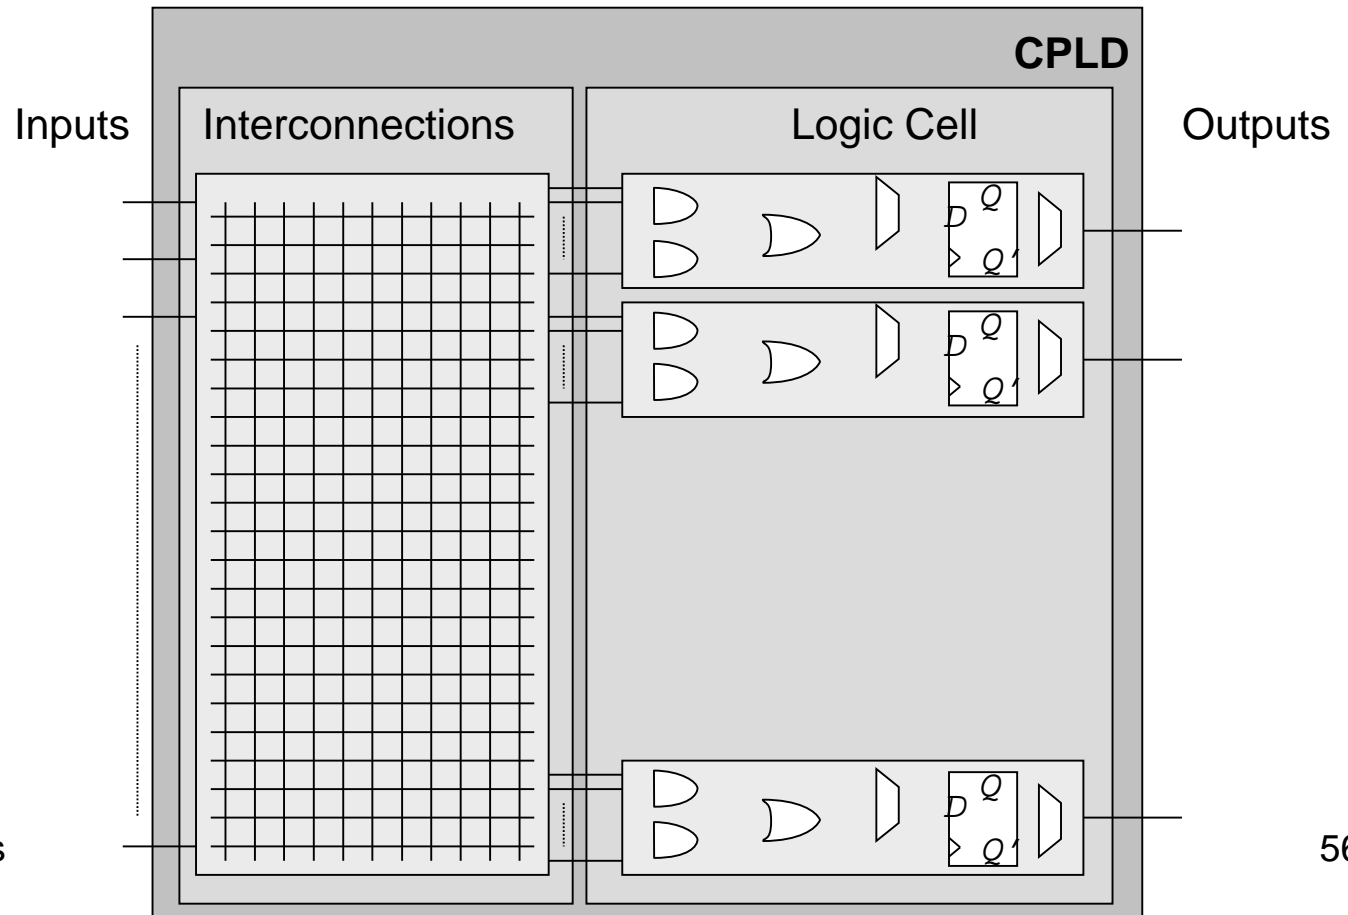 CPLD
Inputs Interconnections Logic Cell Outputs
Q
D
Q′
Q
D
Q′
Q
D
Q′
s 56